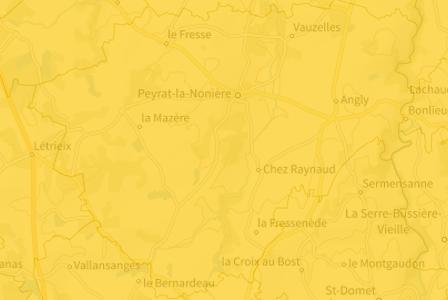 Vauzelles
le Fresse
Lachau
Peyrat-la-Nonière
Angly
Bonlieu
la Mazère
Létrieix
Chez Raynaud
Sermensanne
La Serre-Bussière-
Vieille
la Fressenède
anas
Vallansanges
la Croix au Bost
le Montgaudon
le Bernardeau
St-Domet